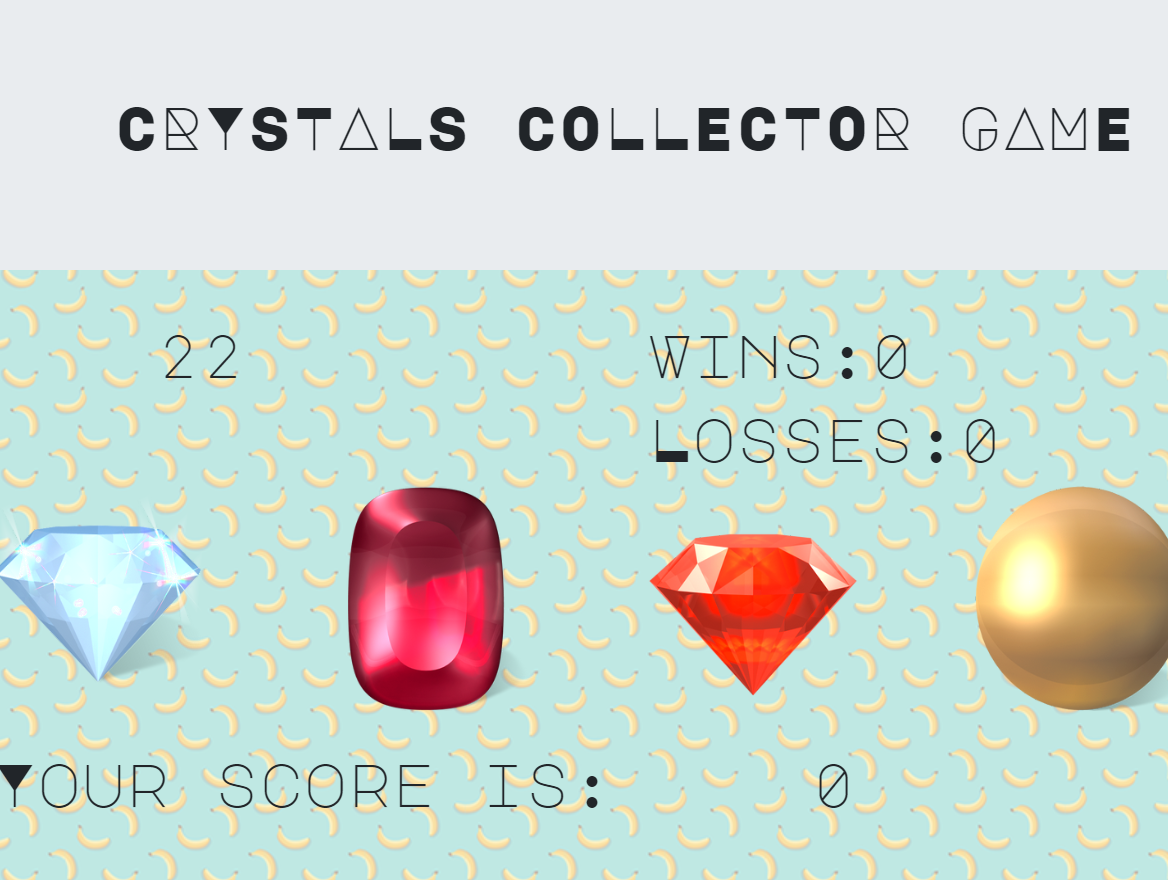 CRYSTALS COLLECTOR GAME
22
WINS:0
LOSSES:0
YOUR SCORE IS: 0